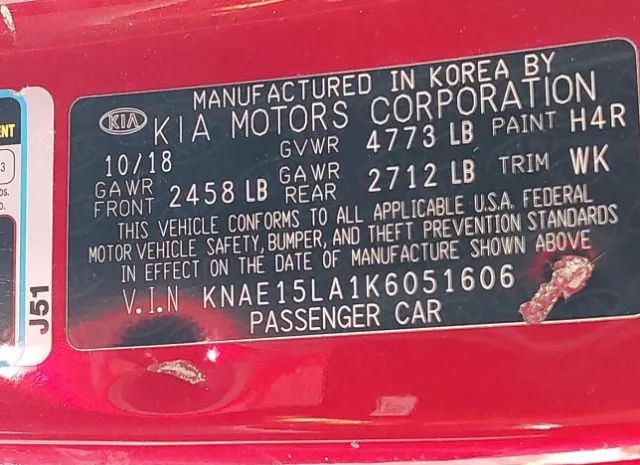 MANUFACTURED IN KOREA BY
KIA KIA MOTORS CORPORATION
10/18 GVWR 4773 LB PAINT H4R
GAWR FRONT 2458 LB GAWR REAR 2712 LB TRIM WK
THIS VEHICLE CONFORMS TO ALL APPLICABLE U.S.A. FEDERAL
MOTOR VEHICLE SAFETY, BUMPER, AND THEFT PREVENTION STANDARDS
IN EFFECT ON THE DATE OF MANUFACTURE SHOWN ABOVE
V.I.N KNAE15LA1K6051606
PASSENGER CAR
J51